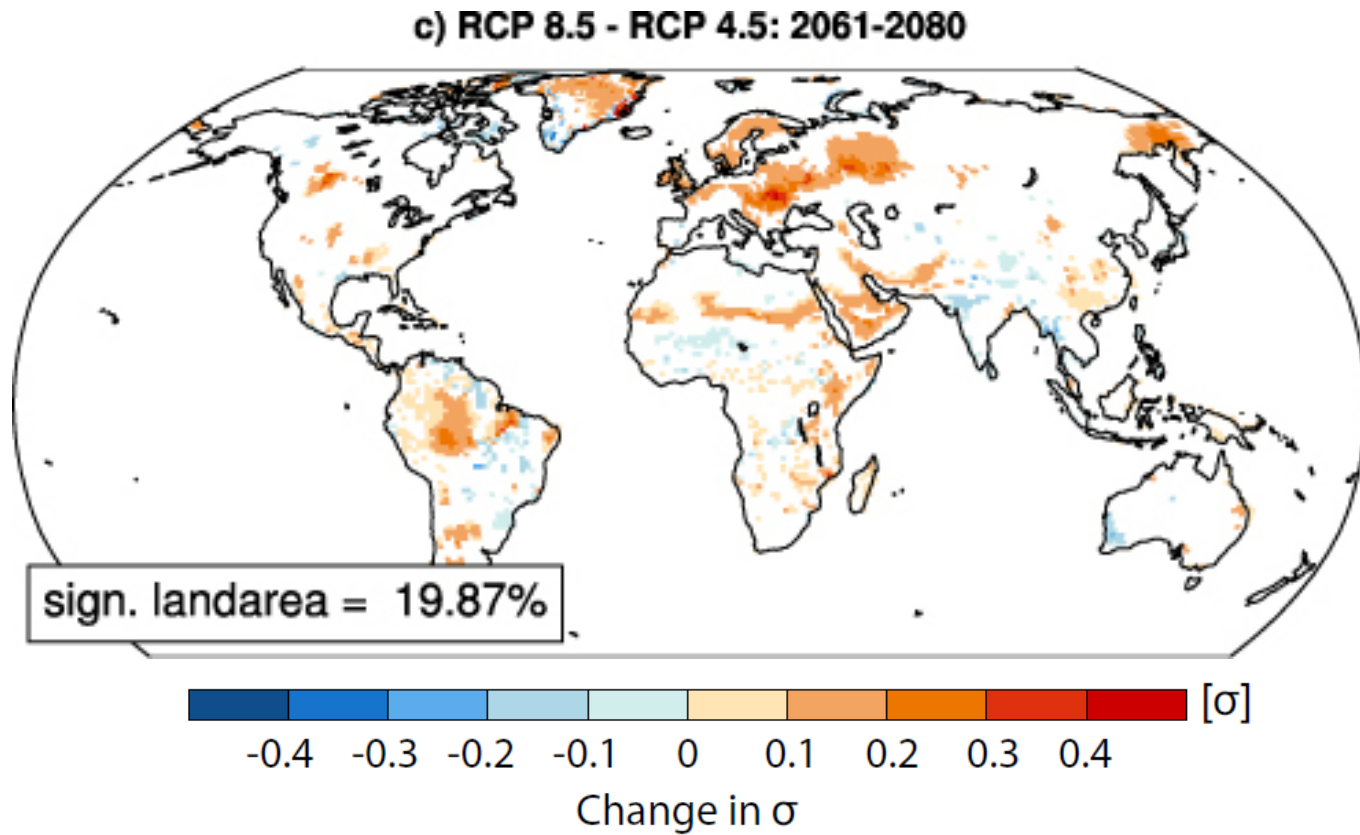 c) RCP 8.5 - RCP 4.5: 2061-2080
sign. landarea = 19.87%
[σ]
-0.4 -0.3 -0.2 -0.1 0 0.1 0.2 0.3 0.4
Change in σ